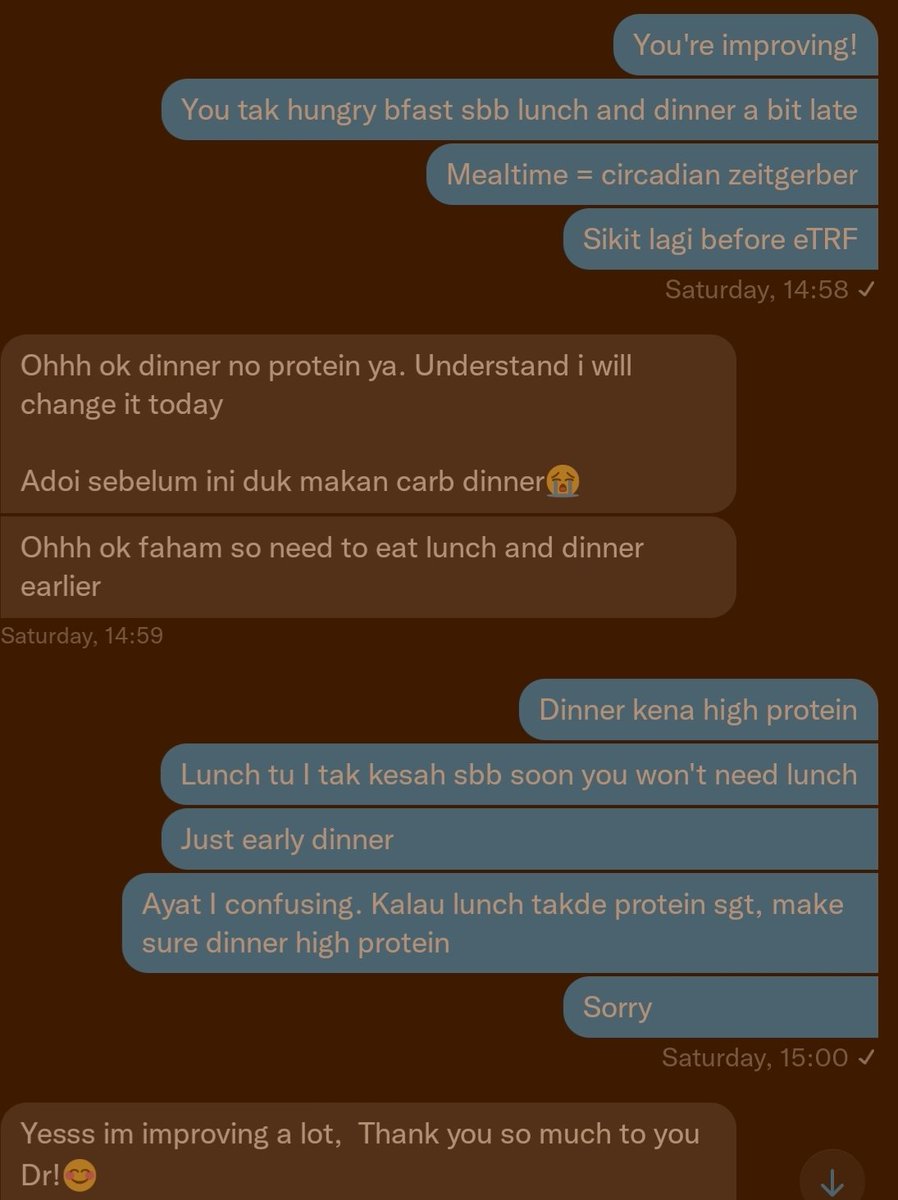 You're improving!
You tak hungry bfast sbb lunch and dinner a bit late
Mealtime = circadian zeitgerber
Sikit lagi before eTRF
Saturday, 14:58 ✓
Ohhh ok dinner no protein ya. Understand i will
change it today
Adoi sebelum ini duk makan carb dinner😭
Ohhh ok faham so need to eat lunch and dinner
earlier
Saturday, 14:59
Dinner kena high protein
Lunch tu I tak kesah sbb soon you won't need lunch
Just early dinner
Ayat I confusing. Kalau lunch takde protein sgt, make
sure dinner high protein
Sorry
Saturday, 15:00 ✓
Yesss im improving a lot,  Thank you so much to you
Dr!😊